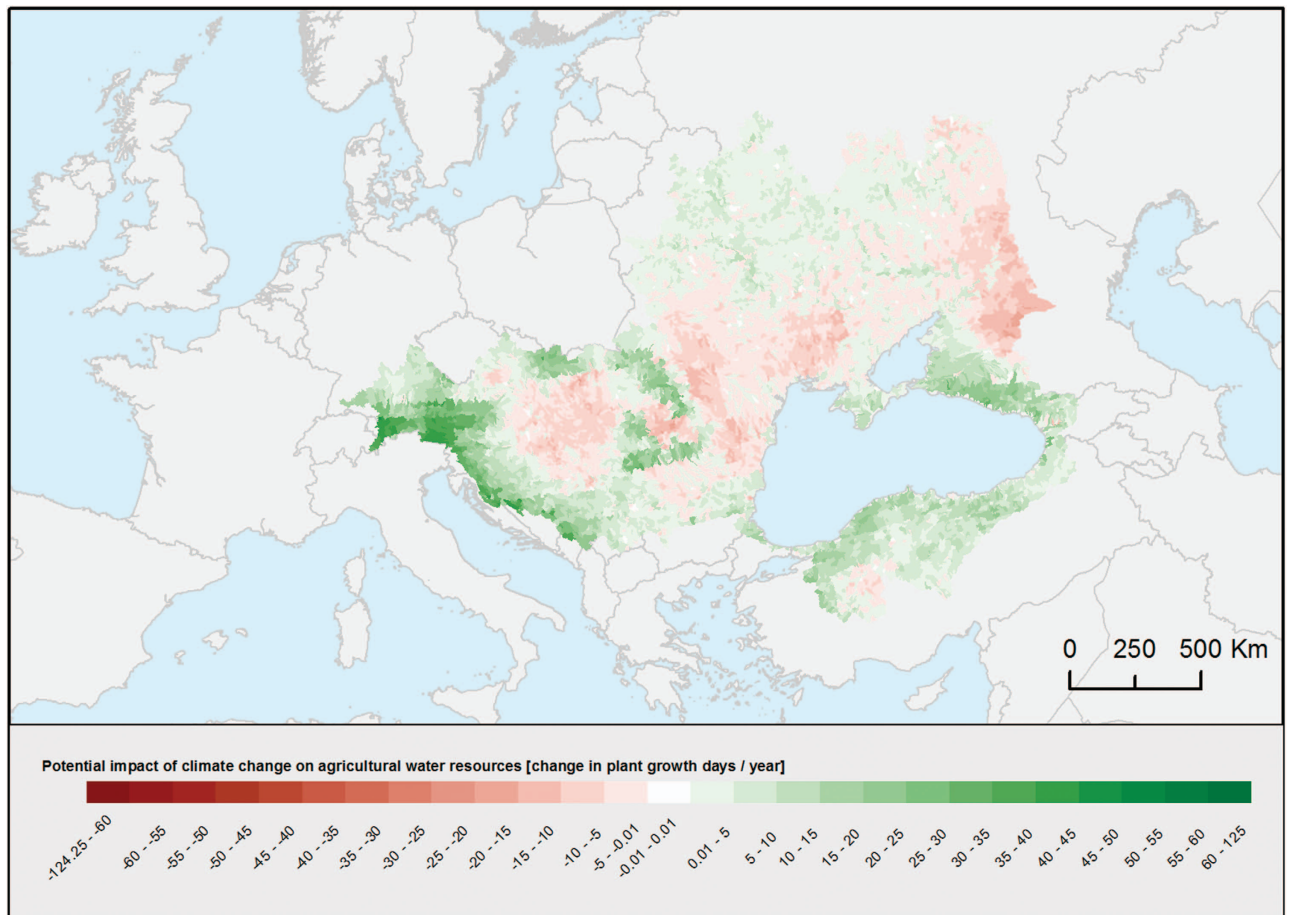 0 250 500 Km
Potential impact of climate change on agricultural water resources [change in plant growth days / year]
-124.25 - -60
-60 - -55
-55 - -50
-50 - -45
-45 - -40
-40 - -35
-35 - -30
-30 - -25
-25 - -20
-20 - -15
-15 - -10
-10 - -5
-5 - -0.01
-0.01 - 0.01
0.01 - 5
5 - 10
10 - 15
15 - 20
20 - 25
25 - 30
30 - 35
35 - 40
40 - 45
45 - 50
50 - 55
55 - 60
60 - 125